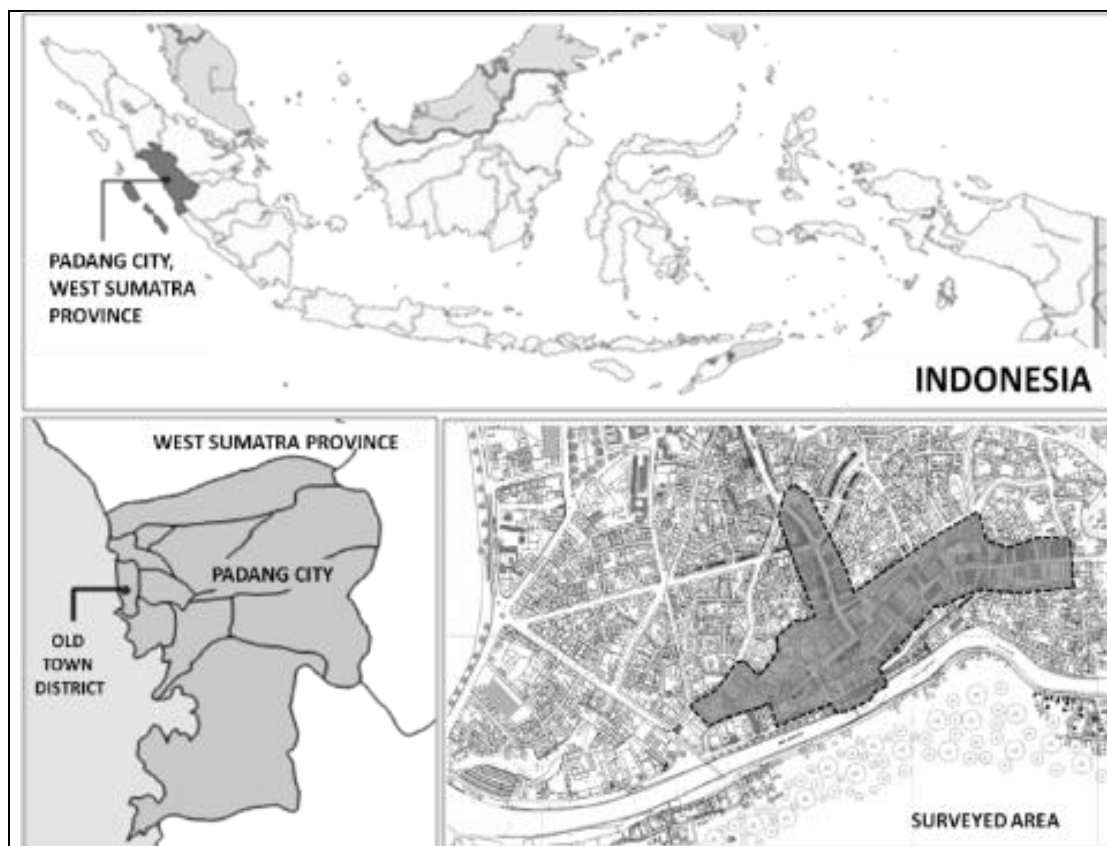 PADANG CITY,
WEST SUMATRA
PROVINCE
INDONESIA
WEST SUMATRA PROVINCE
PADANG CITY
OLD
TOWN
DISTRICT
SURVEYED AREA